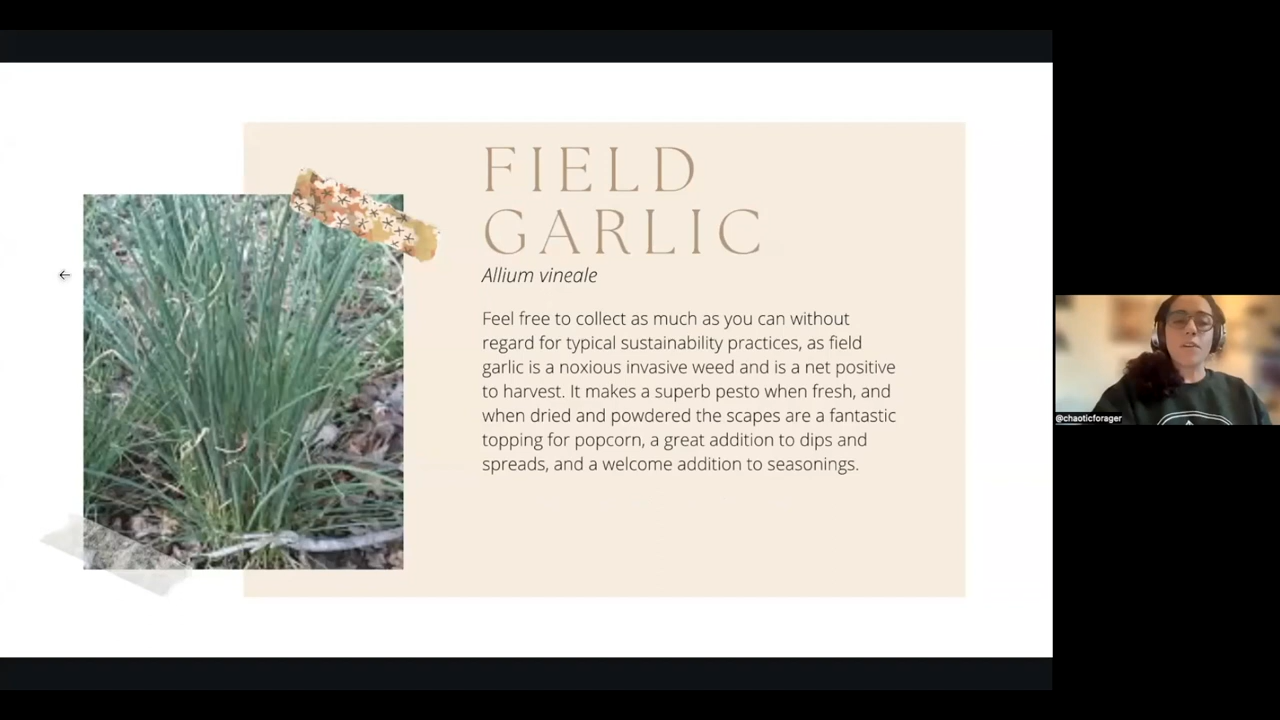 FIELD
GARLIC
Allium vineale
Feel free to collect as much as you can without
regard for typical sustainability practices, as field
garlic is a noxious invasive weed and is a net positive
to harvest. It makes a superb pesto when fresh, and
when dried and powdered the scapes are a fantastic
topping for popcorn, a great addition to dips and
spreads, and a welcome addition to seasonings.
@chaoticforager